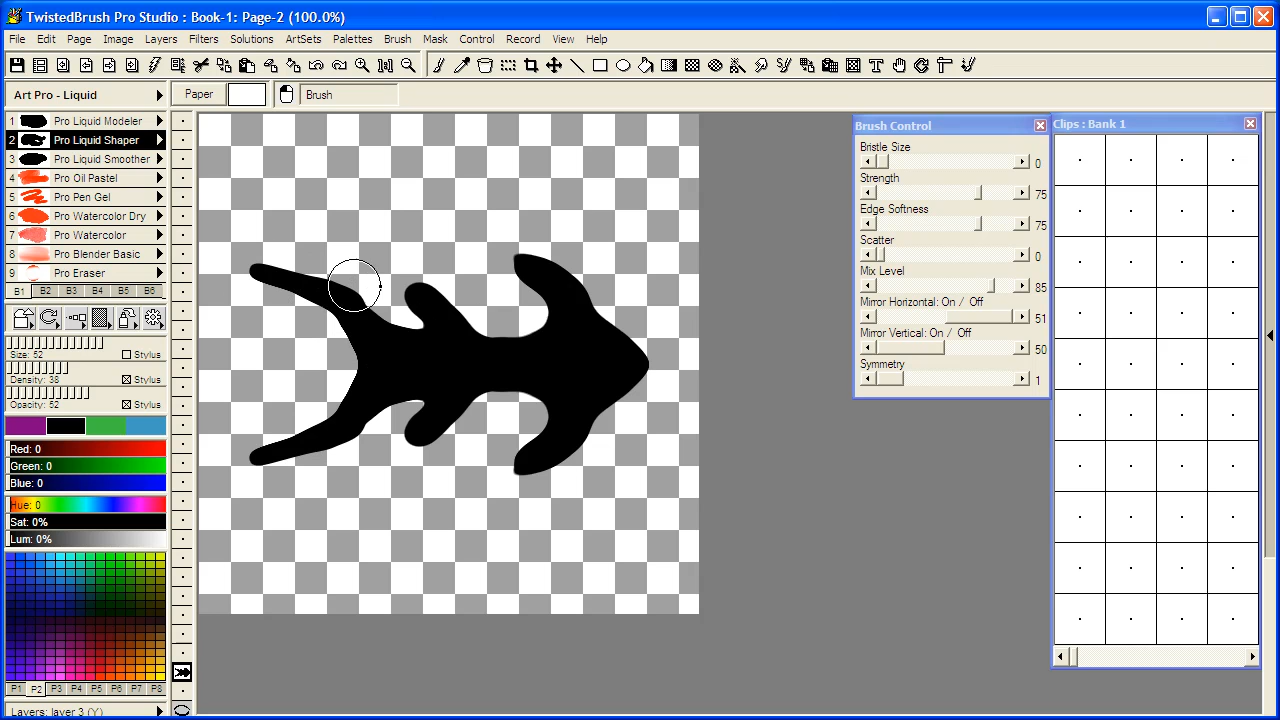 TwistedBrush Pro Studio : Book-1: Page-2 (100.0%)
File Edit Page Image Layers Filters Solutions ArtSets Palettes Brush Mask Control Record View Help
Art Pro - Liquid
Paper
Brush
1 Pro Liquid Modeler
2 Pro Liquid Shaper
3 Pro Liquid Smoother
4 Pro Oil Pastel
5 Pro Pen Gel
6 Pro Watercolor Dry
7 Pro Watercolor
8 Pro Blender Basic
9 Pro Eraser
B1 B2 B3 B4 B5 B6
Size: 52 Stylus
Density: 38 Stylus
Opacity: 52 Stylus
Red: 0
Green: 0
Blue: 0
Hue: 0
Sat: 0%
Lum: 0%
P1 P2 P3 P4 P5 P6 P7 P8
Layers: layer 3 (Y)
Brush Control
Bristle Size
0
Strength
75
Edge Softness
75
Scatter
0
Mix Level
85
Mirror Horizontal: On / Off
51
Mirror Vertical: On / Off
50
Symmetry
1
Clips : Bank 1